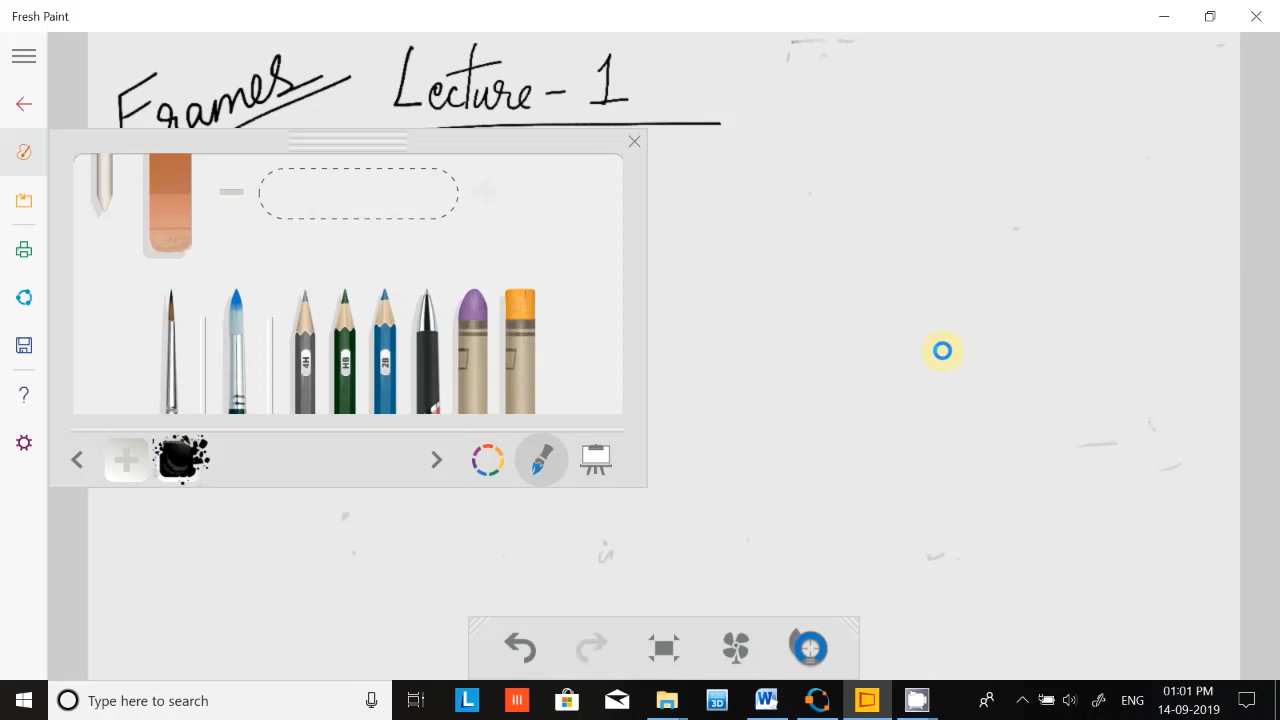 Fresh Paint
Frames Lecture - 1
4H HB 2B
?
Type here to search
L
3D
W
ENG
01:01 PM
14-09-2019